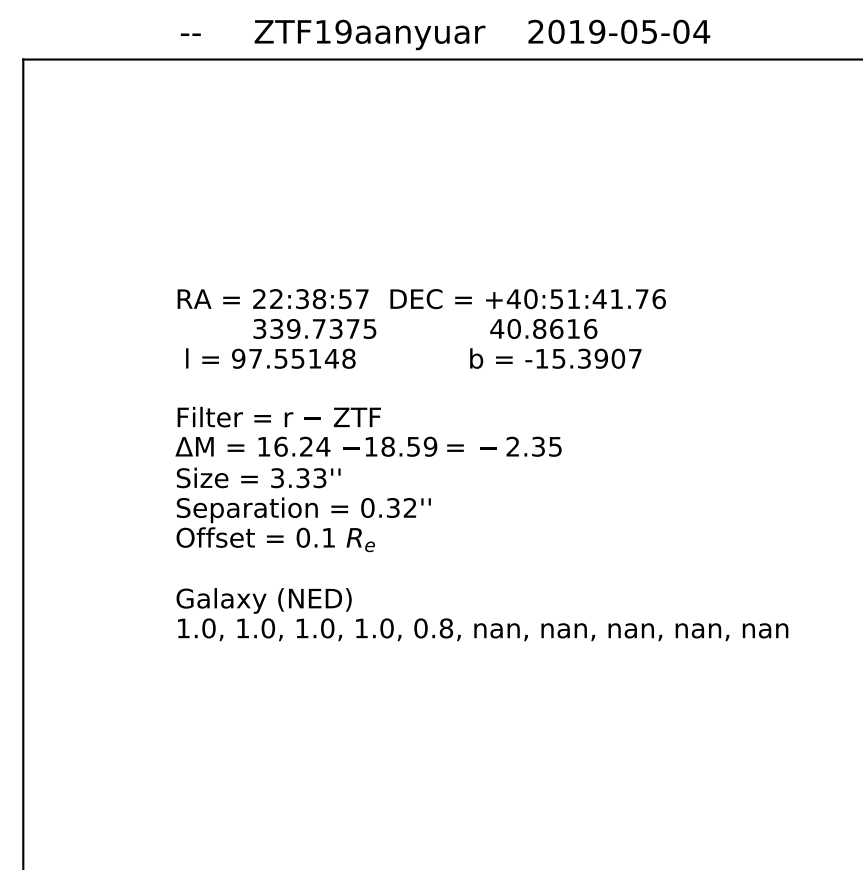 --    ZTF19aanyuar    2019-05-04
RA = 22:38:57  DEC = +40:51:41.76
339.7375    40.8616
l = 97.55148    b = -15.3907
Filter = r − ZTF
ΔM = 16.24 −18.59 = − 2.35
Size = 3.33''
Separation = 0.32''
Offset = 0.1 Re
Galaxy (NED)
1.0, 1.0, 1.0, 1.0, 0.8, nan, nan, nan, nan, nan